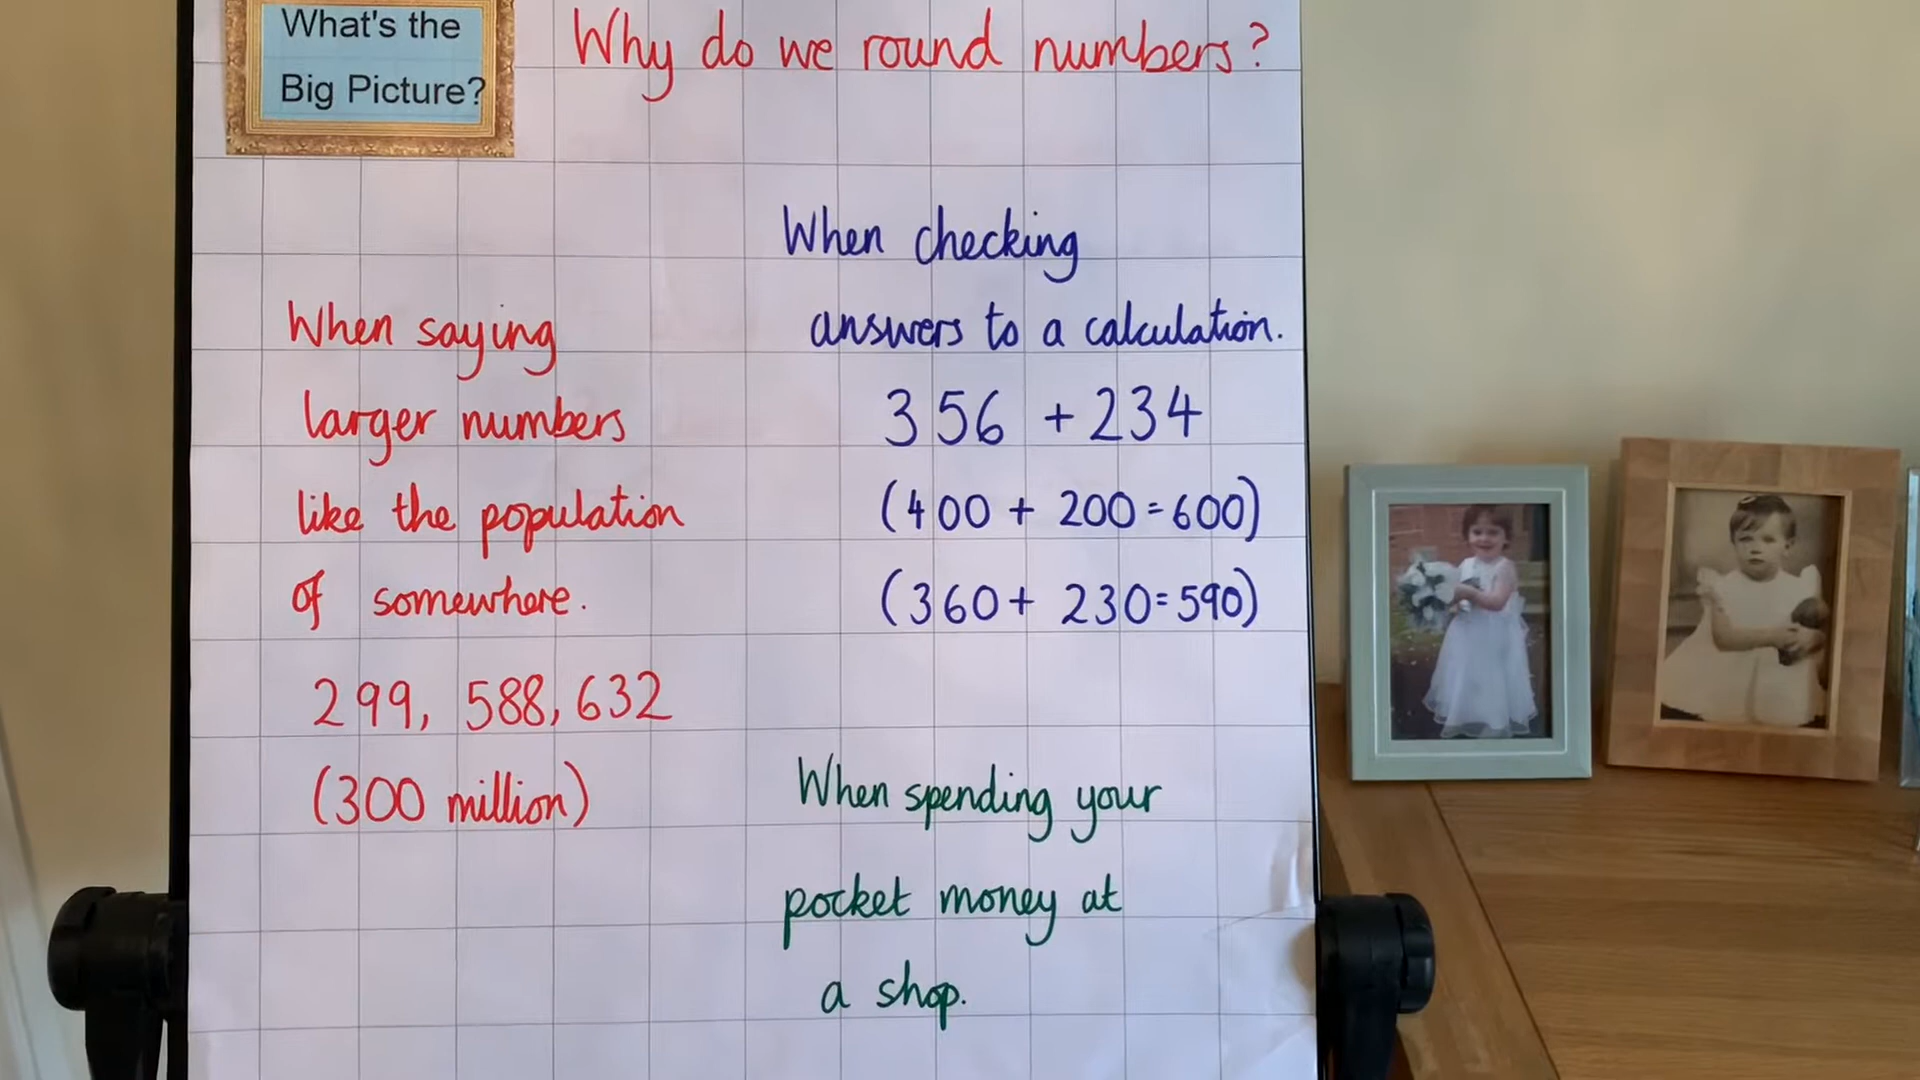 What's the
Big Picture?
Why do we round numbers?
When saying
larger numbers
like the population
of somewhere.
299, 588, 632
(300 million)
When checking
answers to a calculation.
356 + 234
(400 + 200 = 600)
(360 + 230 = 590)
When spending your
pocket money at
a shop.